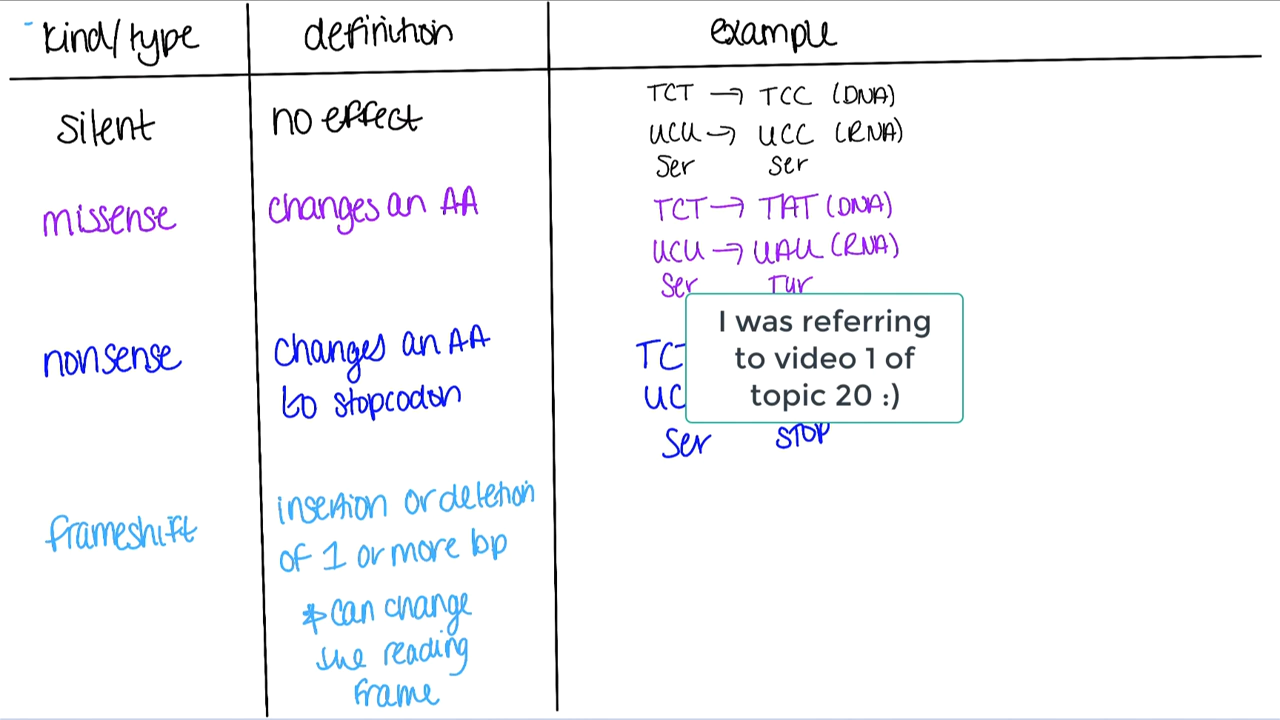 kind/type definition example
silent no effect TCT → TCC (DNA)
UCU → UCC (RNA)
Ser Ser
missense changes an AA TCT → TAT (DNA)
UCU → UAU (RNA)
Ser Tyr
nonsense changes an AA TC
to stopcodon UC
Ser STOP
I was referring
to video 1 of
topic 20 :)
frameshift insertion or deletion
of 1 or more bp
* can change
the reading
frame